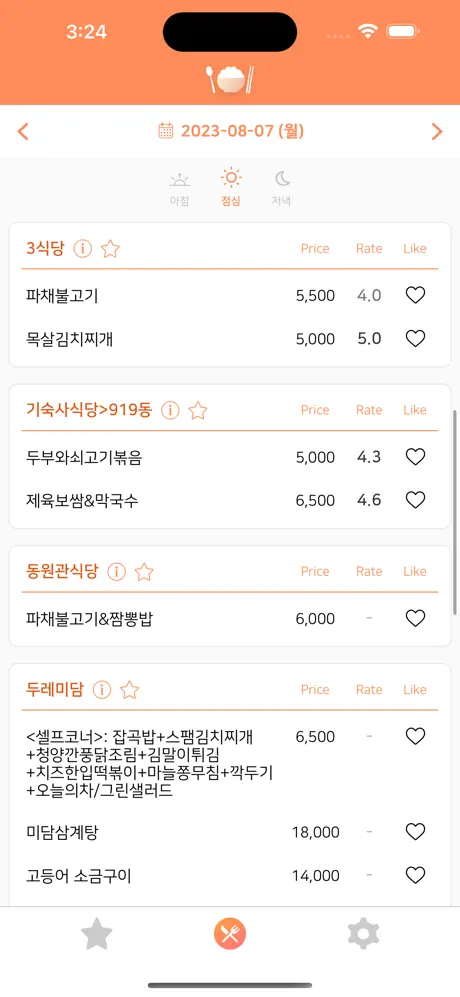 3:24
2023-08-07 (월)
아침 점심 저녁
3식당 Price Rate Like
파채불고기 5,500 4.0
목살김치찌개 5,000 5.0
기숙사식당>919동 Price Rate Like
두부와쇠고기볶음 5,000 4.3
제육보쌈&막국수 6,500 4.6
동원관식당 Price Rate Like
파채불고기&짬뽕밥 6,000 -
두레미담 Price Rate Like
<셀프코너>: 잡곡밥+스팸김치찌개 6,500 -
+청양깐풍닭조림+김말이튀김
+치즈한입떡볶이+마늘쫑무침+깍두기
+오늘의차/그린샐러드
미담삼계탕 18,000 -
고등어 소금구이 14,000 -